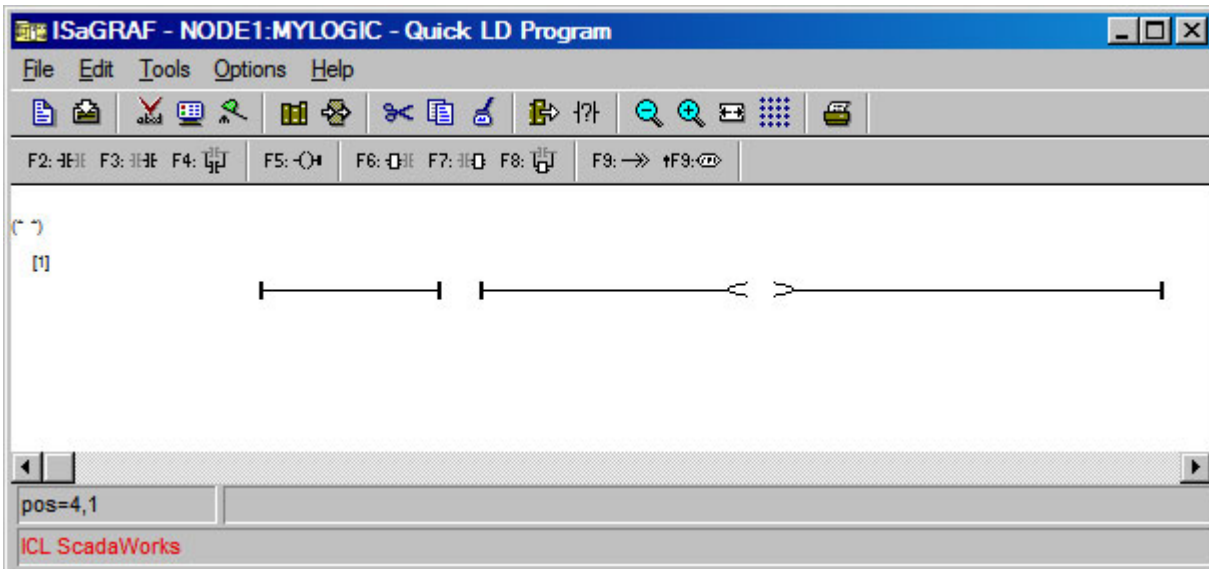 ISaGRAF - NODE1:MYLOGIC - Quick LD Program
File Edit Tools Options Help
abcd
F2: F3: F4: F5: F6: F7: F8: F9: ↑F9:
(* *)
[1]
pos=4,1
ICL ScadaWorks